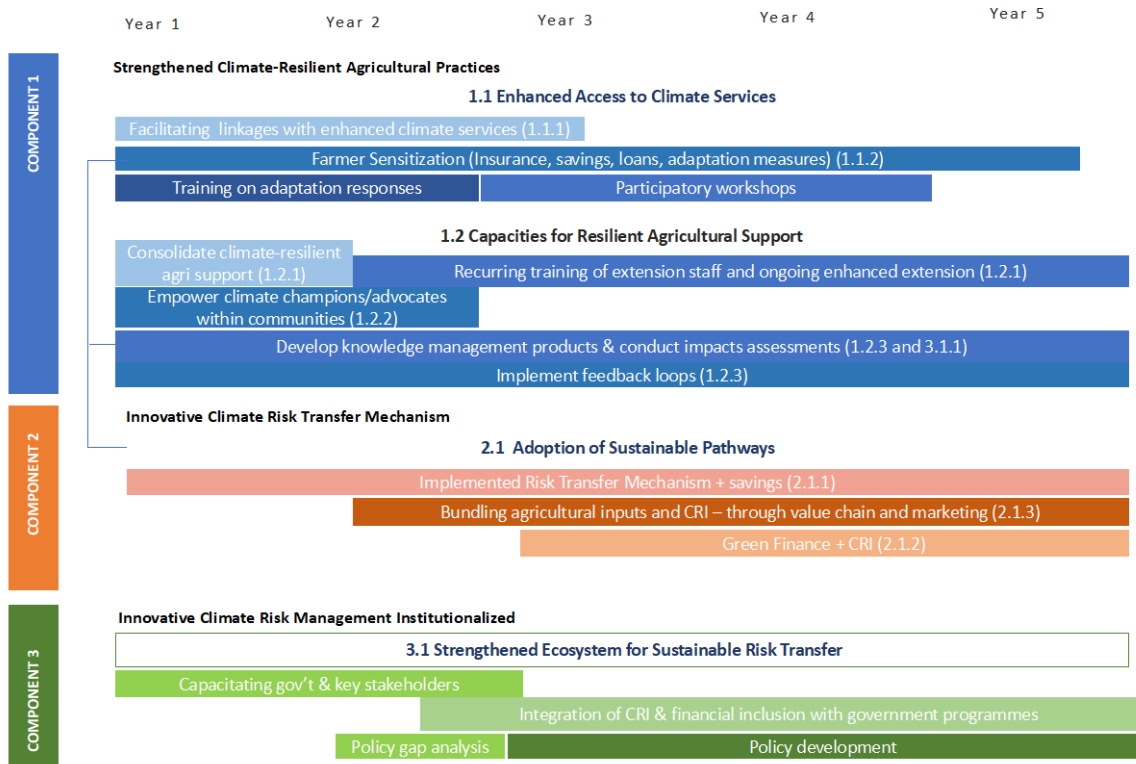 Year 1
Year 2
Year 3
Year 4
Year 5
COMPONENT 1
Strengthened Climate-Resilient Agricultural Practices
1.1 Enhanced Access to Climate Services
Facilitating linkages with enhanced climate services (1.1.1)
Farmer Sensitization (Insurance, savings, loans, adaptation measures) (1.1.2)
Training on adaptation responses
Participatory workshops
1.2 Capacities for Resilient Agricultural Support
Consolidate climate-resilient
agri support (1.2.1)
Recurring training of extension staff and ongoing enhanced extension (1.2.1)
Empower climate champions/advocates
within communities (1.2.2)
Develop knowledge management products & conduct impacts assessments (1.2.3 and 3.1.1)
Implement feedback loops (1.2.3)
COMPONENT 2
Innovative Climate Risk Transfer Mechanism
2.1 Adoption of Sustainable Pathways
Implemented Risk Transfer Mechanism + savings (2.1.1)
Bundling agricultural inputs and CRI – through value chain and marketing (2.1.3)
Green Finance + CRI (2.1.2)
COMPONENT 3
Innovative Climate Risk Management Institutionalized
3.1 Strengthened Ecosystem for Sustainable Risk Transfer
Capacitating gov't & key stakeholders
Integration of CRI & financial inclusion with government programmes
Policy gap analysis
Policy development